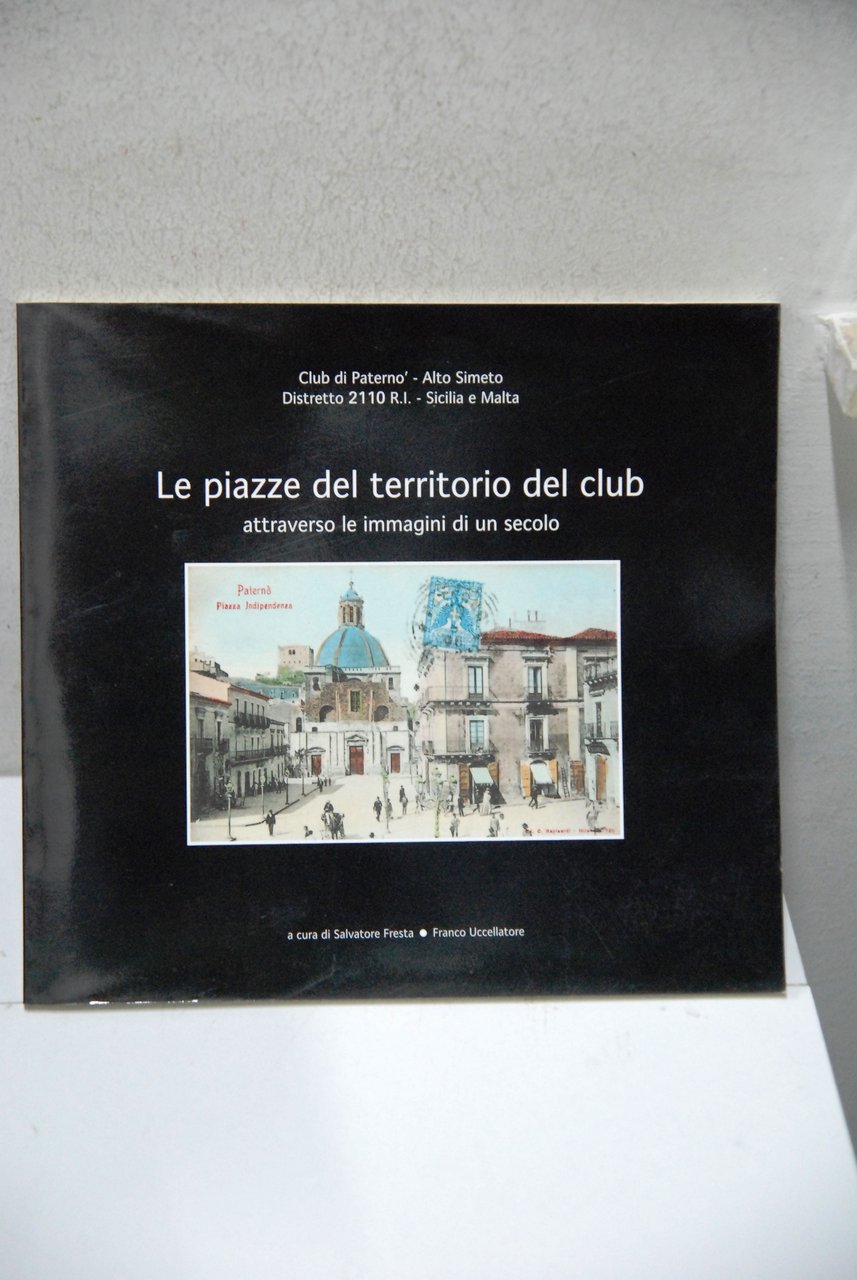 Club di Paterno' - Alto Simeto
Distretto 2110 R.I. - Sicilia e Malta
Le piazze del territorio del club
attraverso le immagini di un secolo
Paternò
Piazza Indipendenza
a cura di Salvatore Fresta ● Franco Uccellatore